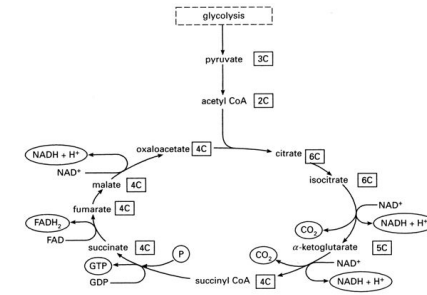 glycolysis
pyruvate 3C
acetyl CoA 2C
oxaloacetate 4C
citrate 6C
isocitrate 6C
NAD⁺
NADH + H⁺
CO₂
α-ketoglutarate 5C
NAD⁺
NADH + H⁺
CO₂
succinyl CoA 4C
P
GTP
GDP
succinate 4C
FADH₂
FAD
fumarate 4C
malate 4C
NADH + H⁺
NAD⁺